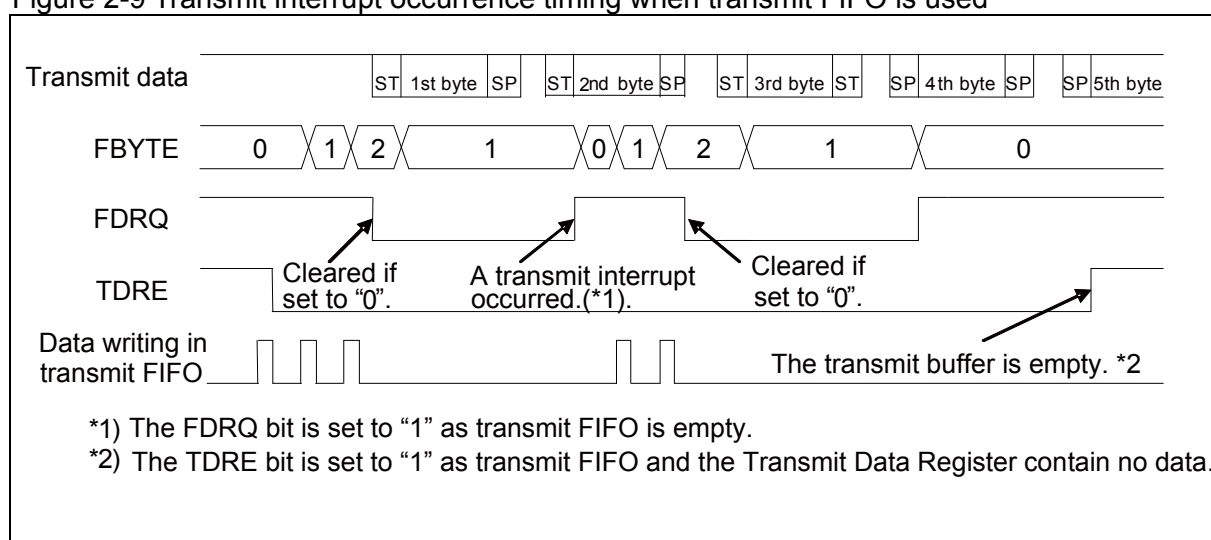 Figure 2-9 Transmit interrupt occurrence timing when transmit FIFO is used
Transmit data ST 1st byte SP ST 2nd byte SP ST 3rd byte ST SP 4th byte SP SP 5th byte
FBYTE 0 1 2 1 0 1 2 1 0
FDRQ
Cleared if
set to “0”.
A transmit interrupt
occurred.(*1).
Cleared if
set to “0”.
TDRE
Data writing in
transmit FIFO
The transmit buffer is empty. *2
*1) The FDRQ bit is set to “1” as transmit FIFO is empty.
*2) The TDRE bit is set to “1” as transmit FIFO and the Transmit Data Register contain no data.